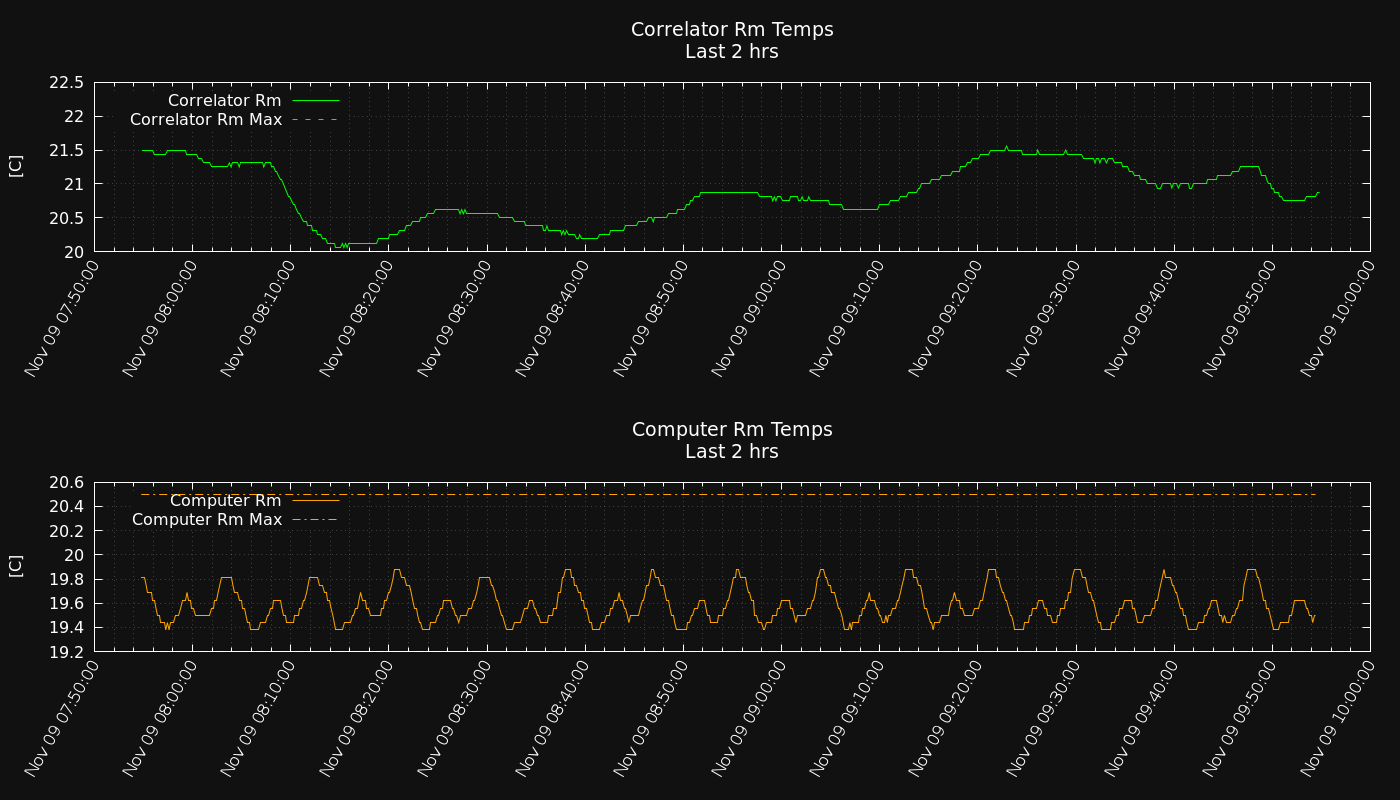 Correlator Rm Temps
Last 2 hrs
22.5
22
21.5
21
20.5
20
[C]
Correlator Rm
Correlator Rm Max
Nov 09 07:50:00
Nov 09 08:00:00
Nov 09 08:10:00
Nov 09 08:20:00
Nov 09 08:30:00
Nov 09 08:40:00
Nov 09 08:50:00
Nov 09 09:00:00
Nov 09 09:10:00
Nov 09 09:20:00
Nov 09 09:30:00
Nov 09 09:40:00
Nov 09 09:50:00
Nov 09 10:00:00
Computer Rm Temps
Last 2 hrs
20.6
20.4
20.2
20
19.8
19.6
19.4
19.2
[C]
Computer Rm
Computer Rm Max
Nov 09 07:50:00
Nov 09 08:00:00
Nov 09 08:10:00
Nov 09 08:20:00
Nov 09 08:30:00
Nov 09 08:40:00
Nov 09 08:50:00
Nov 09 09:00:00
Nov 09 09:10:00
Nov 09 09:20:00
Nov 09 09:30:00
Nov 09 09:40:00
Nov 09 09:50:00
Nov 09 10:00:00